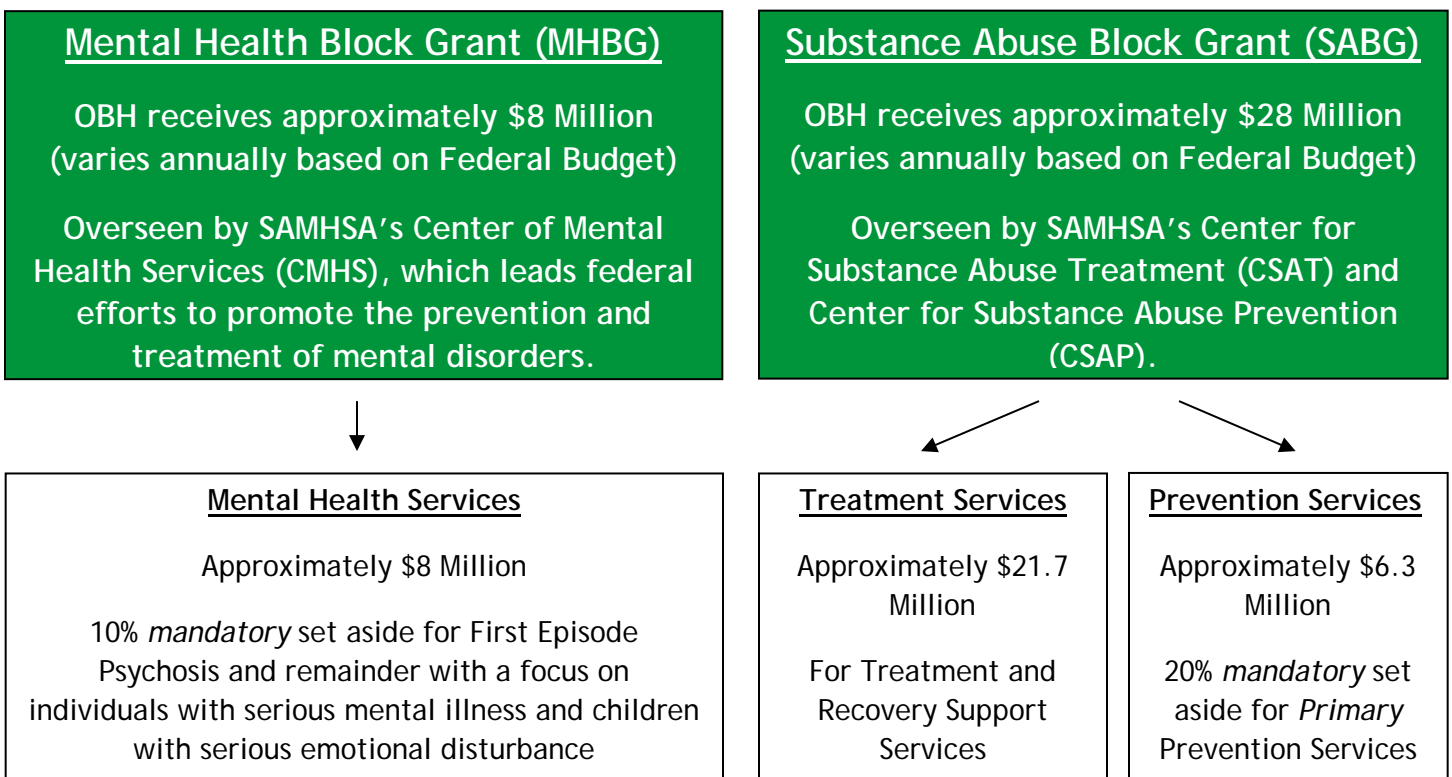 Mental Health Block Grant (MHBG)
OBH receives approximately $8 Million
(varies annually based on Federal Budget)
Overseen by SAMHSA's Center of Mental
Health Services (CMHS), which leads federal
efforts to promote the prevention and
treatment of mental disorders.
Substance Abuse Block Grant (SABG)
OBH receives approximately $28 Million
(varies annually based on Federal Budget)
Overseen by SAMHSA's Center for
Substance Abuse Treatment (CSAT) and
Center for Substance Abuse Prevention
(CSAP).
Mental Health Services
Approximately $8 Million
10% mandatory set aside for First Episode
Psychosis and remainder with a focus on
individuals with serious mental illness and children
with serious emotional disturbance
Treatment Services
Approximately $21.7
Million
For Treatment and
Recovery Support
Services
Prevention Services
Approximately $6.3
Million
20% mandatory set
aside for Primary
Prevention Services